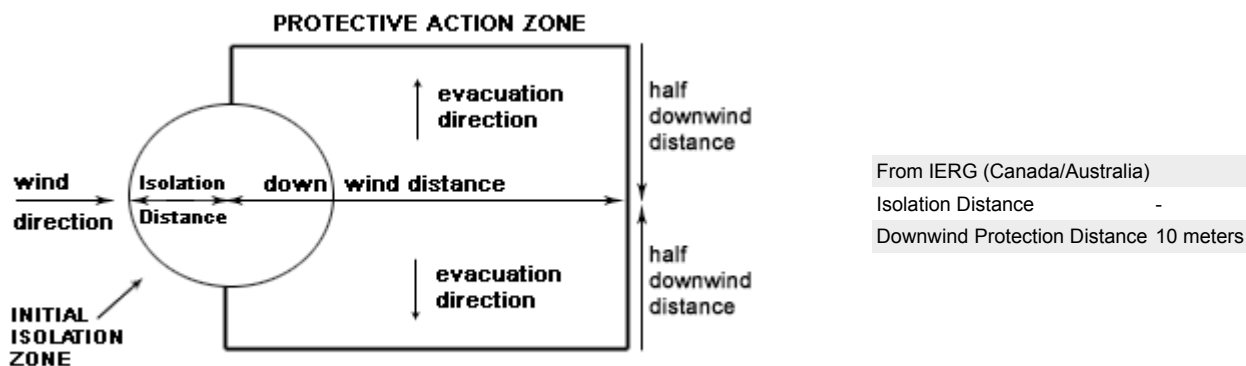 PROTECTIVE ACTION ZONE
evacuation
direction
half
downwind
distance
wind
direction
Isolation
Distance
down wind distance
evacuation
direction
half
downwind
distance
INITIAL
ISOLATION
ZONE
From IERG (Canada/Australia)
Isolation Distance -
Downwind Protection Distance 10 meters